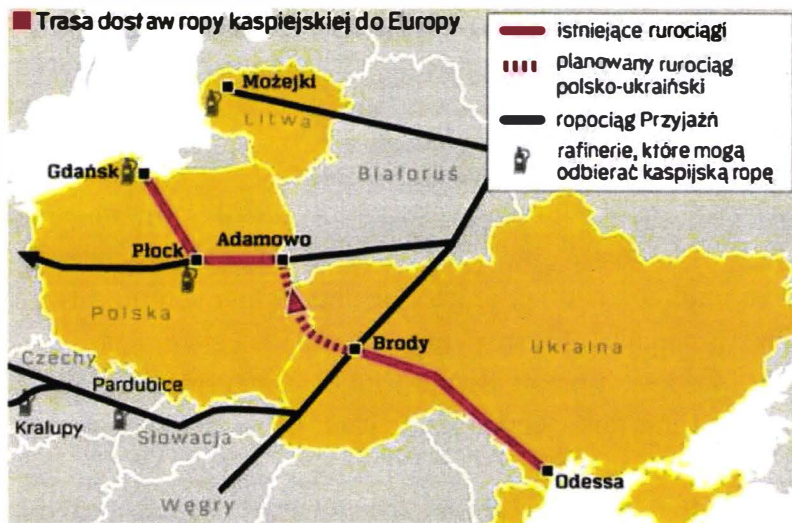 Trasa dostaw ropy kaspiejskiej do Europy
istniejące rurociągi
planowany rurociąg
polsko-ukraiński
ropociąg Przyjaźń
rafinerie, które mogą
odbierać kaspijską ropę
Możejki
Litwa
Gdańsk
Białoruś
Płock
Adamowo
Polska
Brody
Ukraina
Czechy
Pardubice
Kralupy
Słowacja
Odessa
Węgry